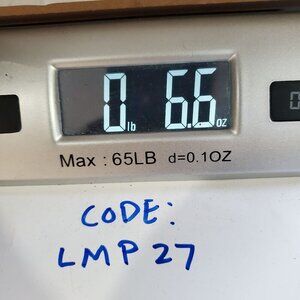 0 lb 6.6 oz
Max : 65LB d=0.1OZ
CODE:
LMP 27